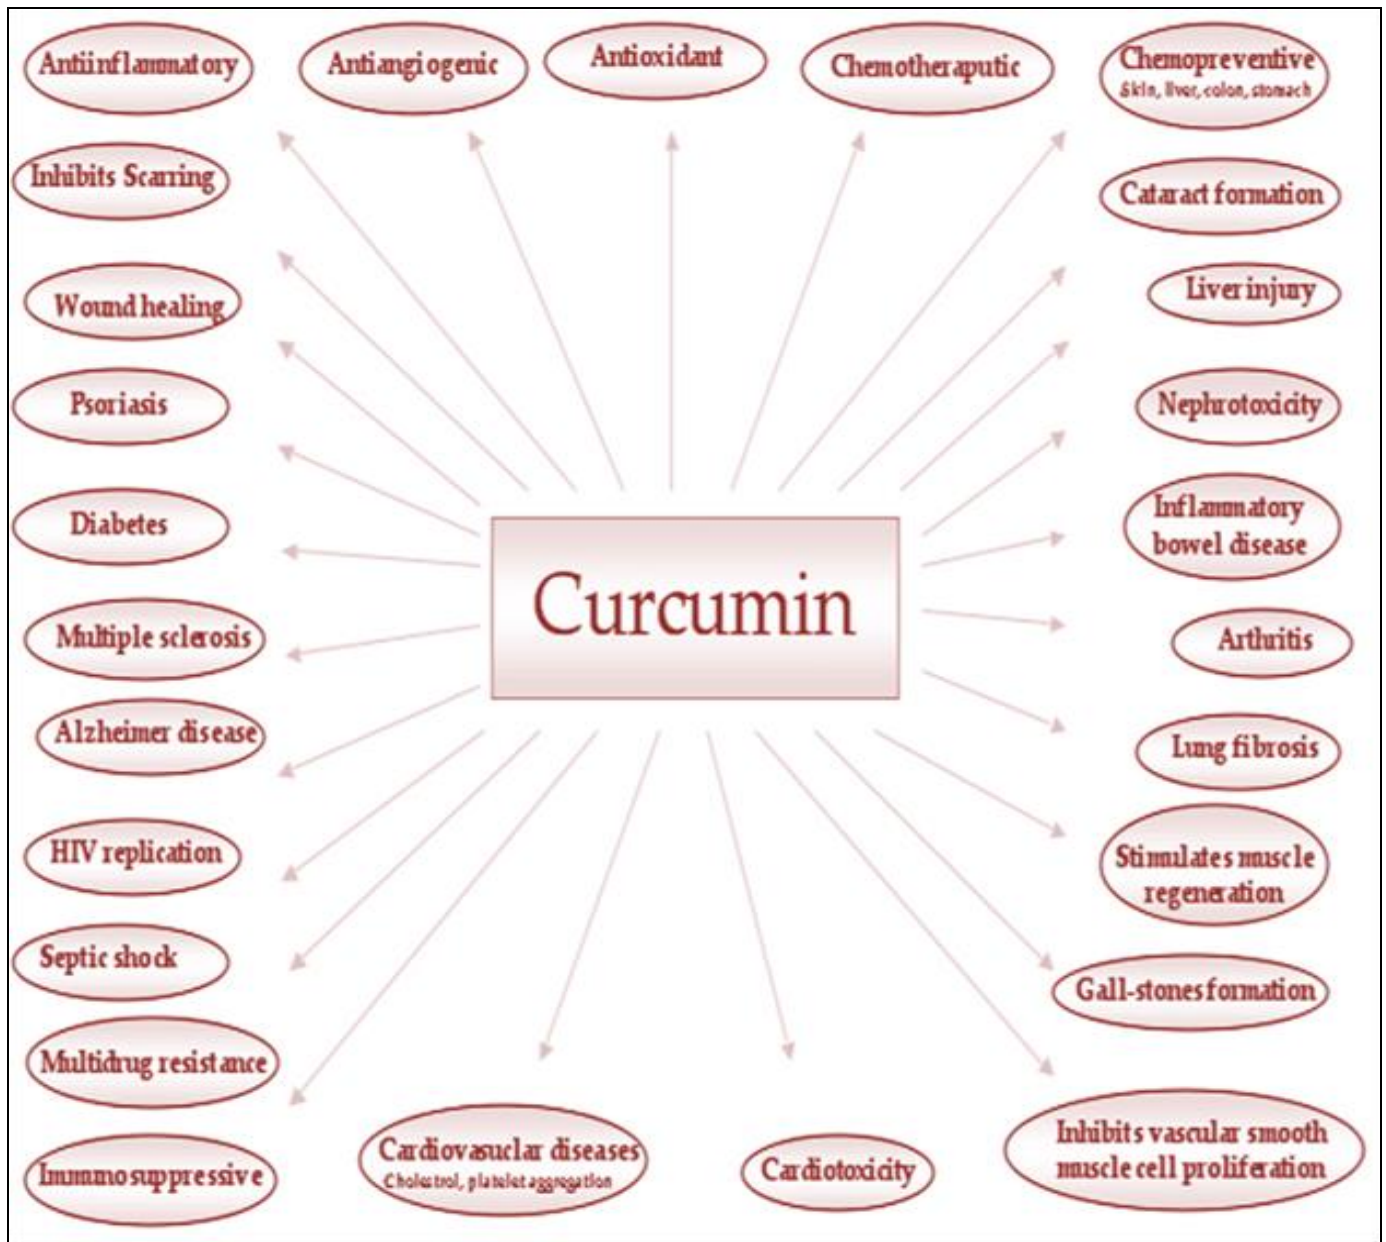 Antiinflammatory
Antiangiogenic
Antioxidant
Chemotheraputic
Chemopreventive
Skin, liver, colon, stomach
Inhibits Scarring
Cataract formation
Wound healing
Liver injury
Psoriasis
Nephrotoxicity
Diabetes
Inflammatory
bowel disease
Curcumin
Multiple sclerosis
Arthritis
Alzheimer disease
Lung fibrosis
HIV replication
Stimulates muscle
regeneration
Septic shock
Gall-stones formation
Multidrug resistance
Immunosuppressive
Cardiovasuclar diseases
Cholestrol, platelet aggregation
Cardiotoxicity
Inhibits vascular smooth
muscle cell proliferation